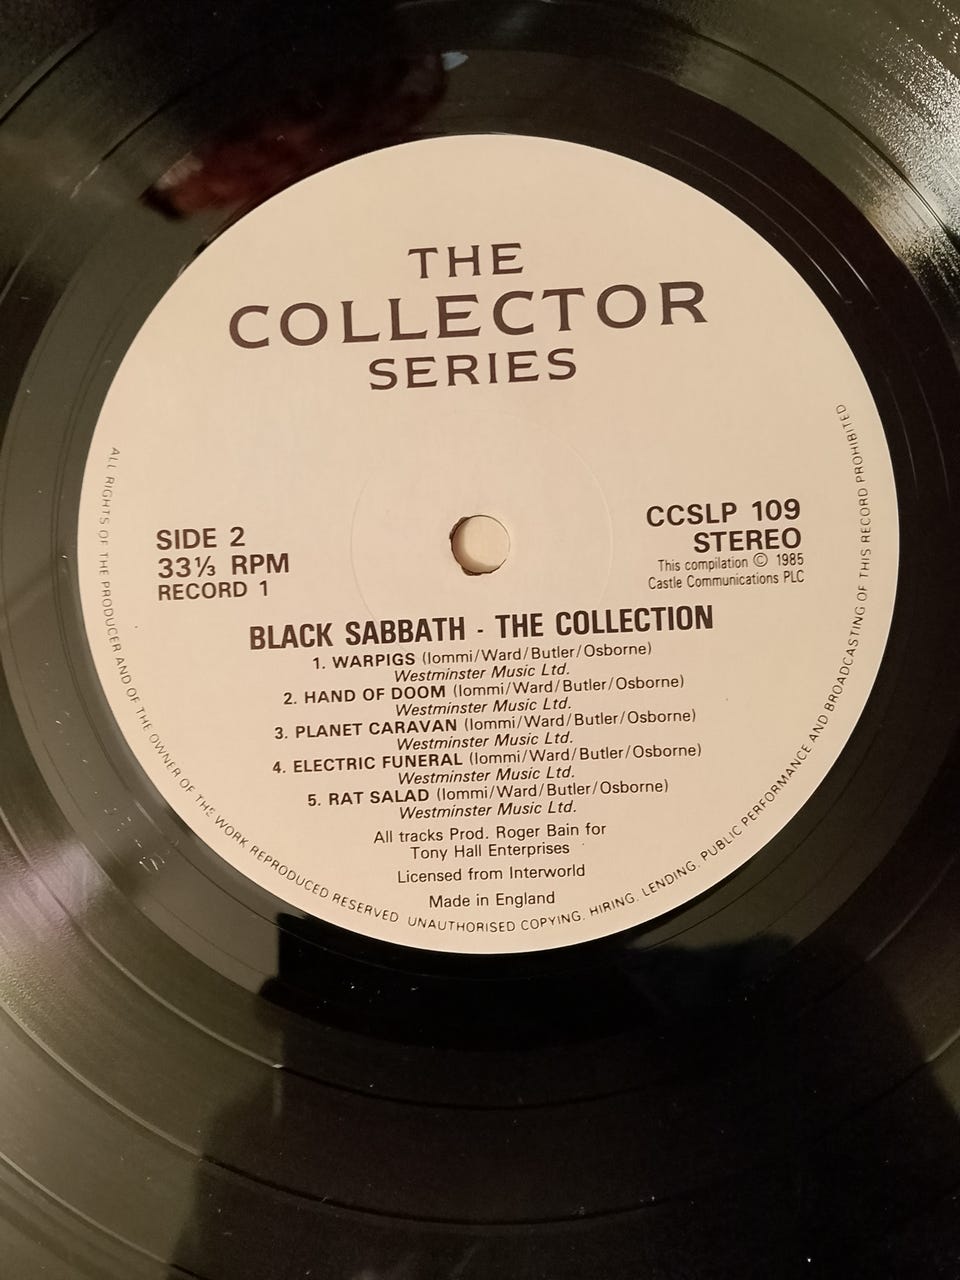 THE
COLLECTOR
SERIES
SIDE 2
33⅓ RPM
RECORD 1
CCSLP 109
STEREO
This compilation © 1985
Castle Communications PLC
BLACK SABBATH - THE COLLECTION
1. WARPIGS (Iommi/Ward/Butler/Osborne)
Westminster Music Ltd.
2. HAND OF DOOM (Iommi/Ward/Butler/Osborne)
Westminster Music Ltd.
3. PLANET CARAVAN (Iommi/Ward/Butler/Osborne)
Westminster Music Ltd.
4. ELECTRIC FUNERAL (Iommi/Ward/Butler/Osborne)
Westminster Music Ltd.
5. RAT SALAD (Iommi/Ward/Butler/Osborne)
Westminster Music Ltd.
All tracks Prod. Roger Bain for
Tony Hall Enterprises
Licensed from Interworld
Made in England
ALL RIGHTS OF THE PRODUCER AND OF THE OWNER OF THE WORK REPRODUCED RESERVED UNAUTHORISED COPYING, HIRING, LENDING, PUBLIC PERFORMANCE AND BROADCASTING OF THIS RECORD PROHIBITED